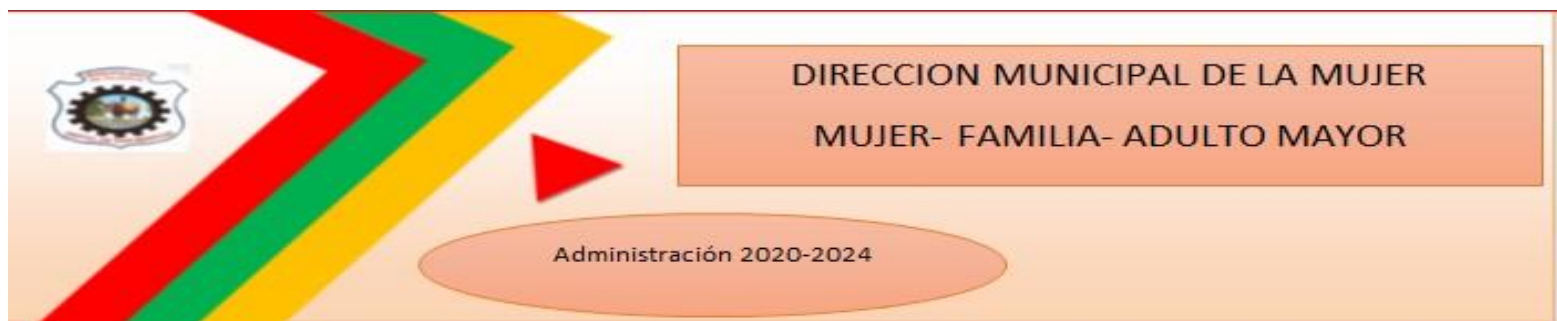 DIRECCION MUNICIPAL DE LA MUJER
MUJER- FAMILIA- ADULTO MAYOR
Administración 2020-2024